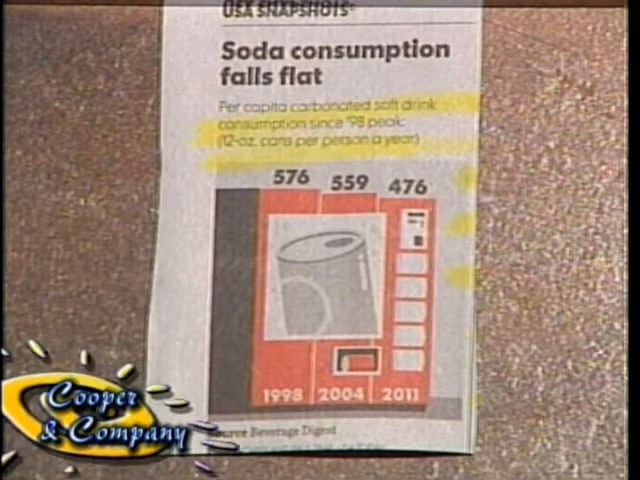 USA SNAPSHOTS®
Soda consumption
falls flat
Per capita carbonated soft drink
consumption since '98 peak:
(12-oz. cans per person a year)
576 559 476
1998 2004 2011
Source Beverage Digest
Cooper
& Company